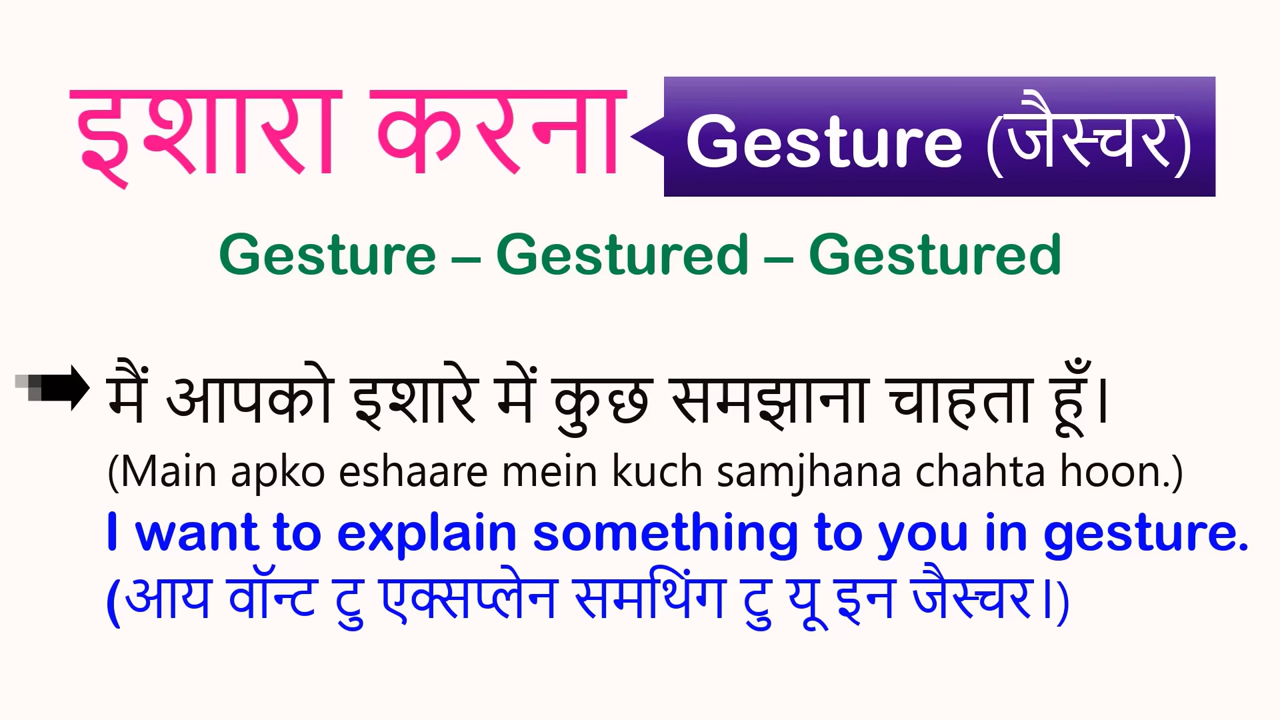 इशारा करना Gesture (जैस्चर)
Gesture – Gestured – Gestured
मैं आपको इशारे में कुछ समझाना चाहता हूँ।
(Main apko eshaare mein kuch samjhana chahta hoon.)
I want to explain something to you in gesture.
(आय वॉन्ट टु एक्सप्लेन समथिंग टु यू इन जैस्चर।)